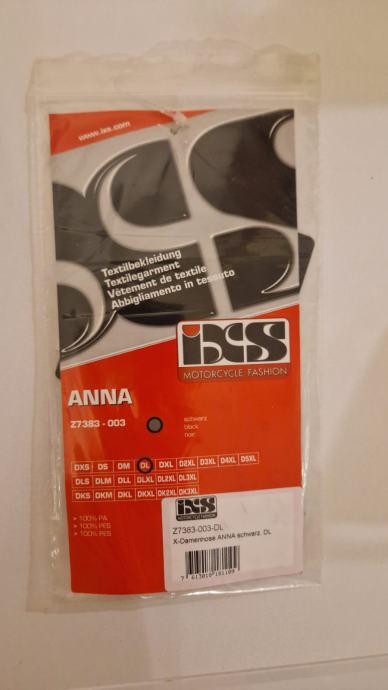 www.ixs.com
Textilbekleidung
Textilegarment
Vêtement de textile
Abbigliamento in tessuto
iXS
MOTORCYCLE FASHION
ANNA
Z7383 - 003
schwarz
black
noir
DXS DS DM DL DXL D2XL D3XL D4XL D5XL
DLS DLM DLL DLXL DL2XL DL3XL
DKS DKM DKL DKXL DK2XL DK3XL
> 100% PA
> 100% PES
> 100% PES
iXS
MOTORCYCLE FASHION
Z7383-003-DL
X-Damenhose ANNA schwarz, DL